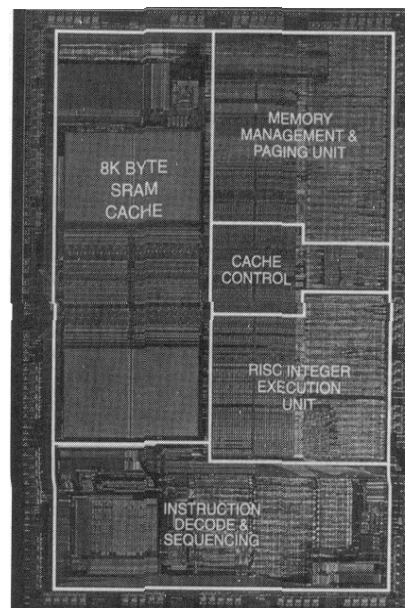 8K BYTE
SRAM
CACHE
MEMORY
MANAGEMENT &
PAGING UNIT
CACHE
CONTROL
RISC INTEGER
EXECUTION
UNIT
INSTRUCTION
DECODE &
SEQUENCING